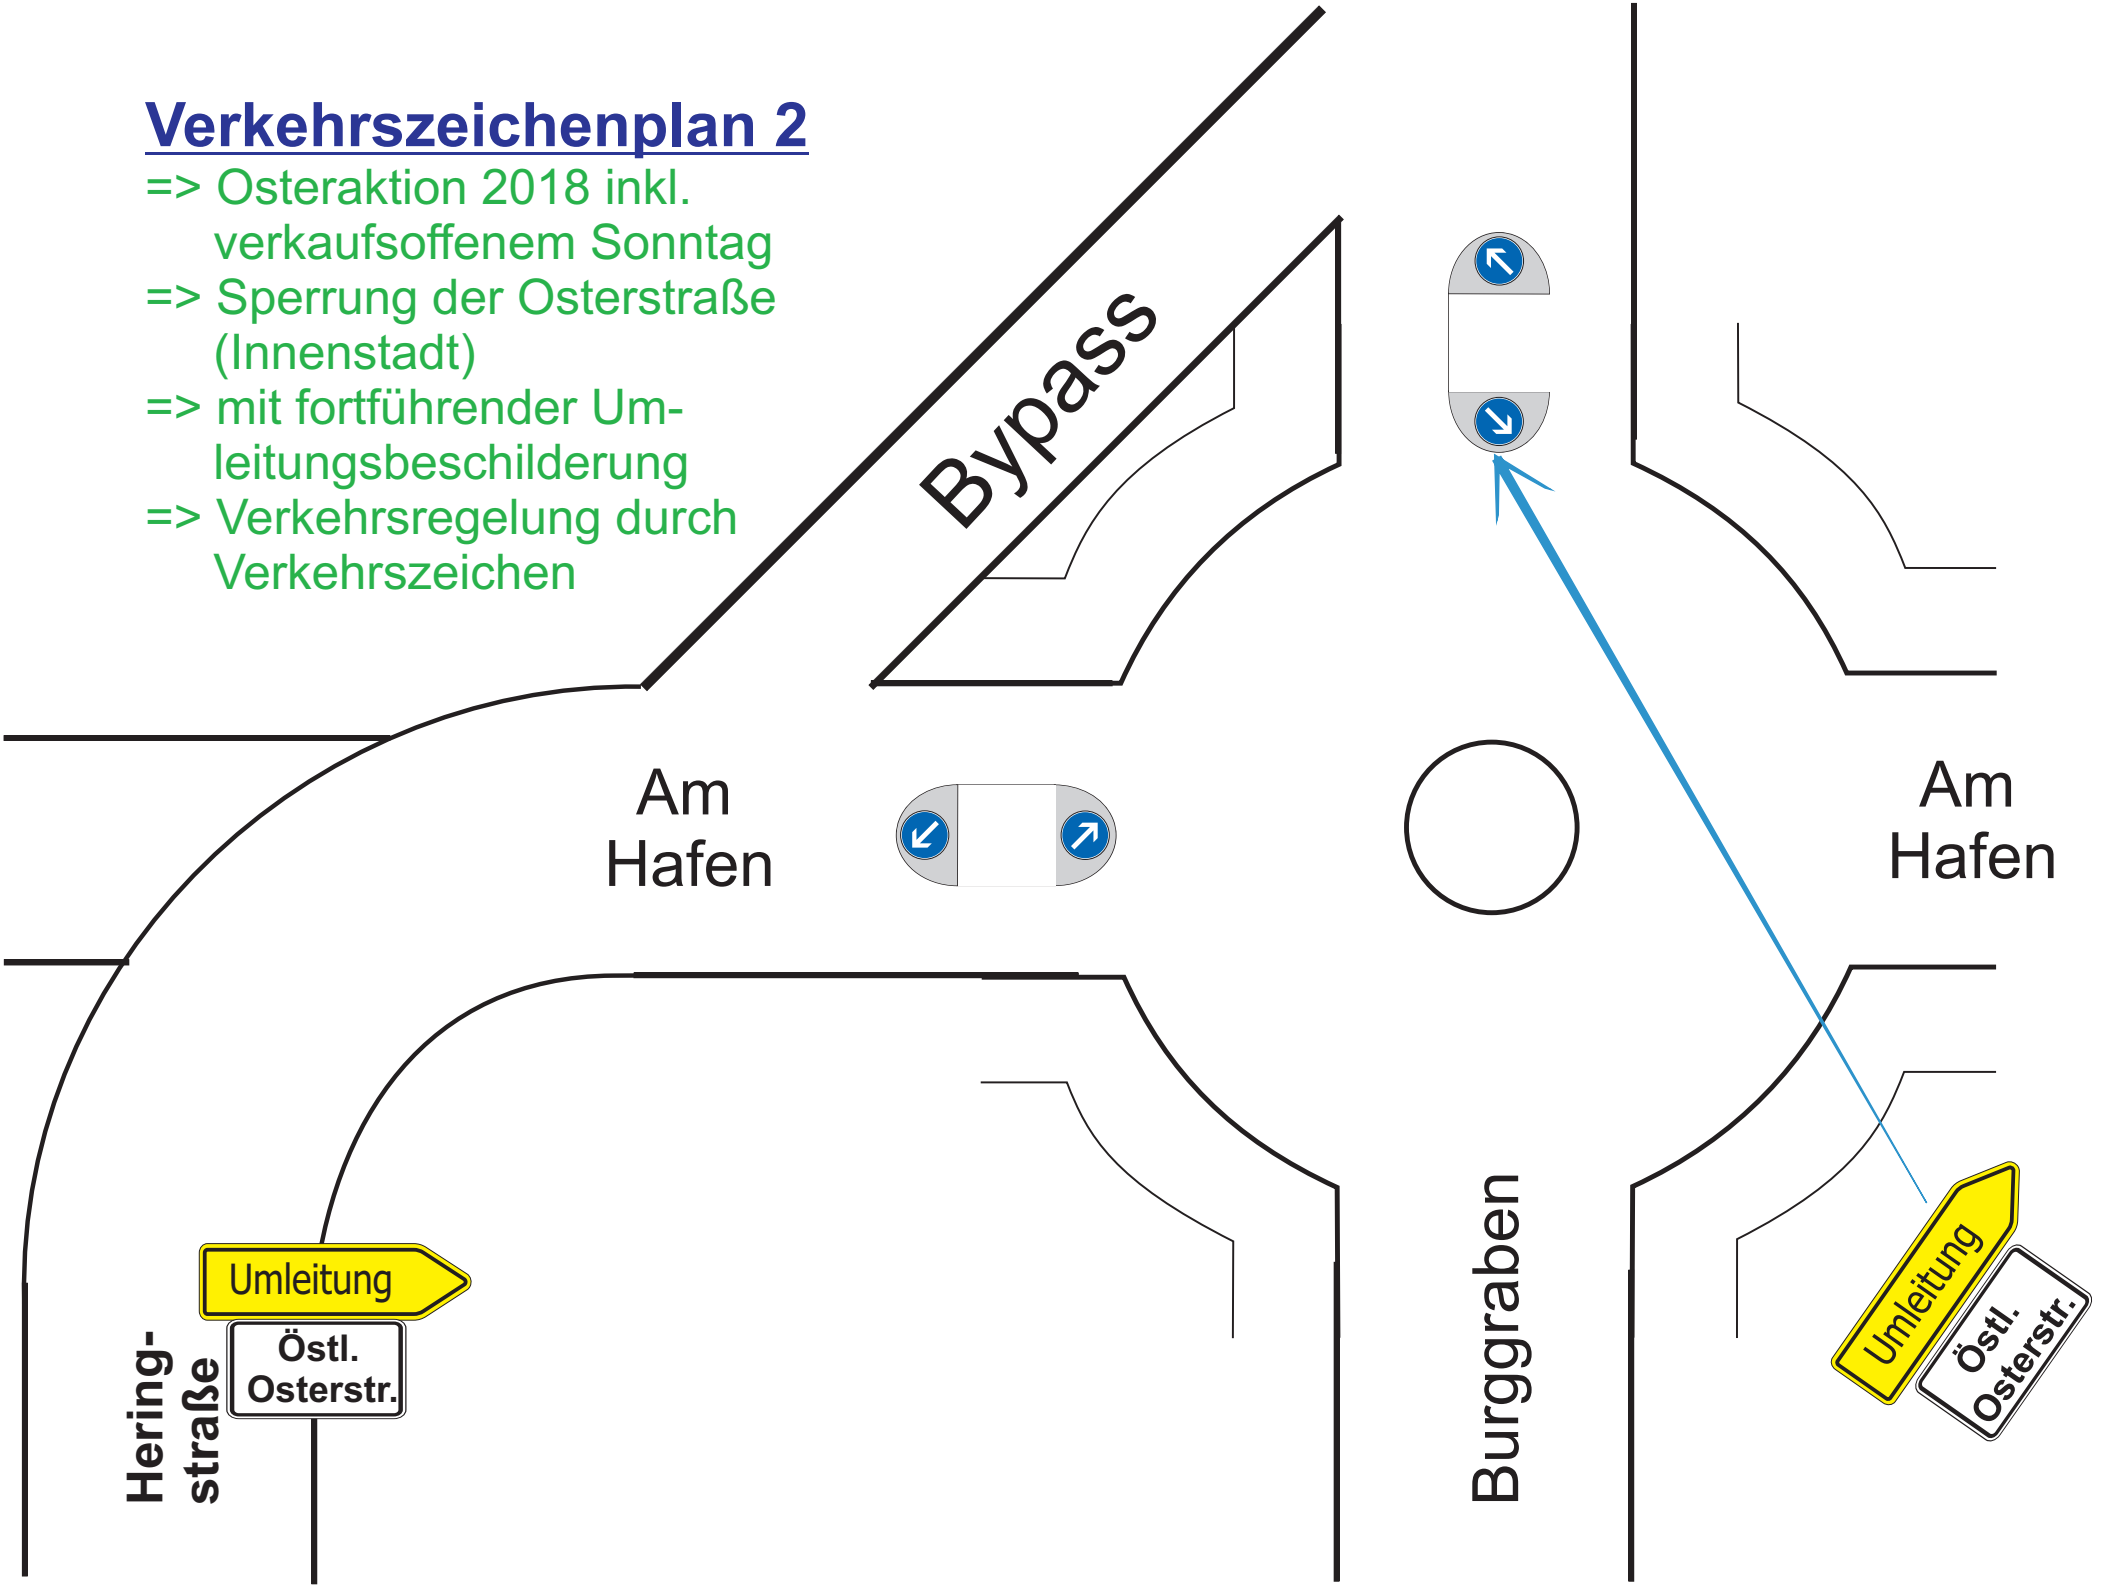 Verkehrszeichenplan 2
=> Osteraktion 2018 inkl.
verkaufsoffenem Sonntag
=> Sperrung der Osterstraße
(Innenstadt)
=> mit fortführender Um-
leitungsbeschilderung
=> Verkehrsregelung durch
Verkehrszeichen
Bypass
Am
Hafen
Am
Hafen
Hering-
straße
Umleitung
Östl.
Osterstr.
Burggraben
Umleitung
Östl.
Osterstr.